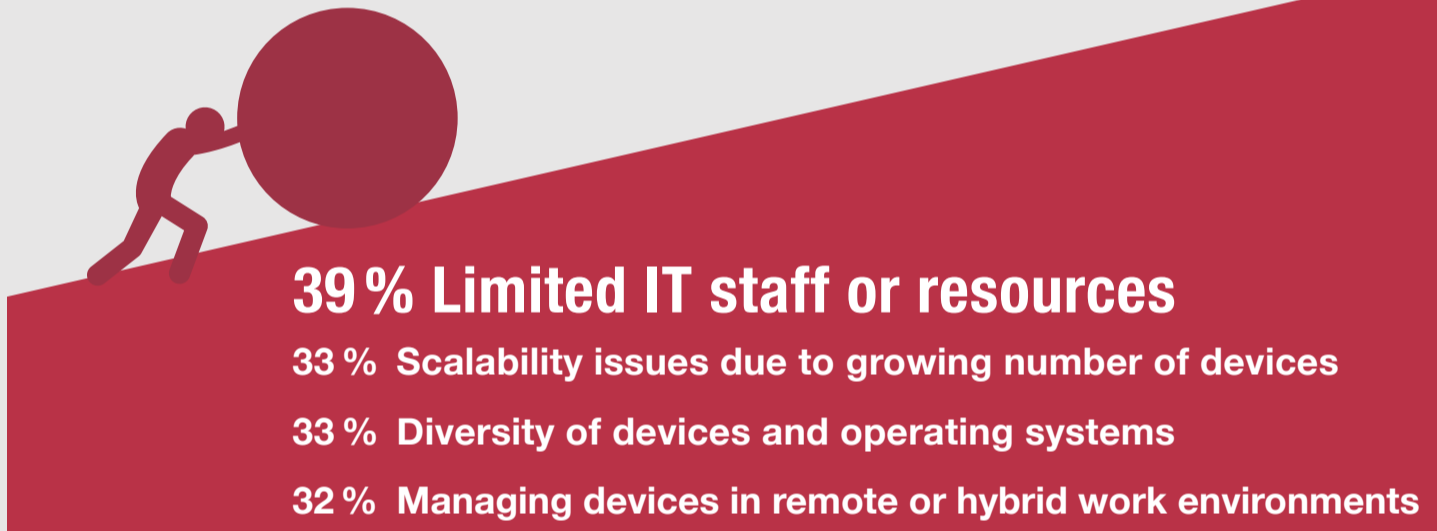 39 % Limited IT staff or resources
33 % Scalability issues due to growing number of devices
33 % Diversity of devices and operating systems
32 % Managing devices in remote or hybrid work environments